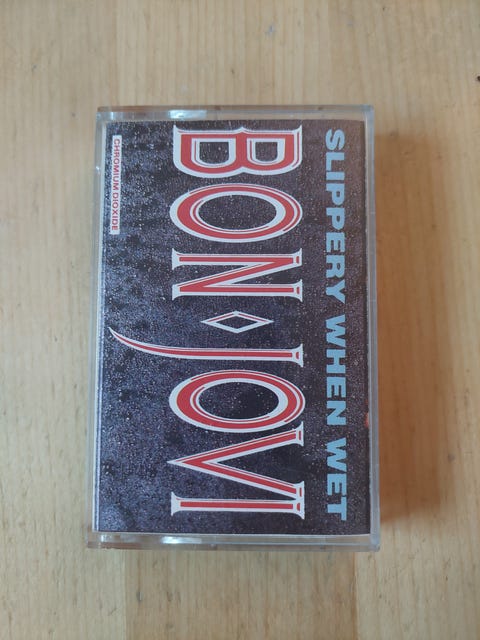 SLIPPERY WHEN WET
BON JOVI
CHROMIUM DIOXIDE